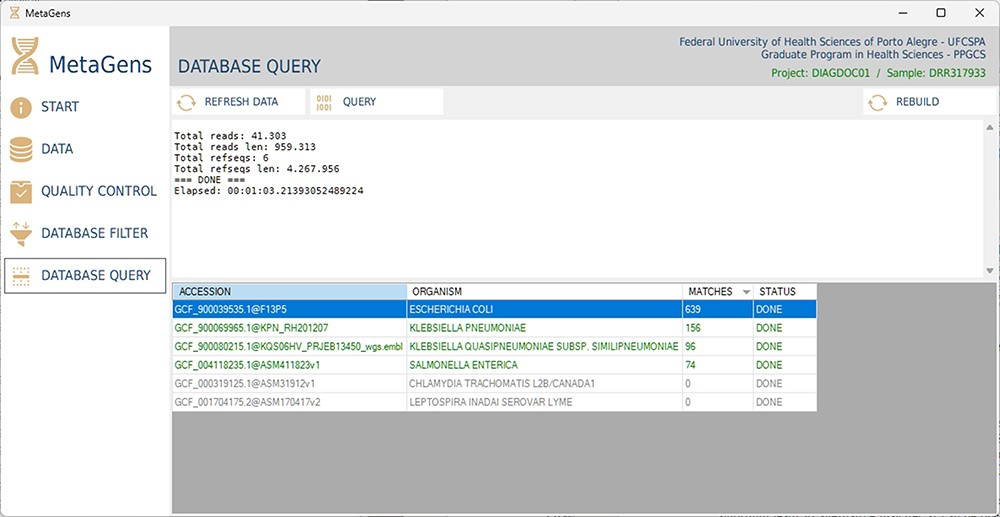 MetaGens
MetaGens
START
DATA
QUALITY CONTROL
DATABASE FILTER
DATABASE QUERY
DATABASE QUERY
Federal University of Health Sciences of Porto Alegre - UFCSPA
Graduate Program in Health Sciences - PPGCS
Project: DIAGDOC01 / Sample: DRR317933
REFRESH DATA
0101
1001
QUERY
REBUILD
Total reads: 41.303
Total reads len: 959.313
Total refseqs: 6
Total refseqs len: 4.267.956
=== DONE ===
Elapsed: 00:01:03.21393052489224
ACCESSION ORGANISM MATCHES STATUS
GCF_900039535.1@F13P5 ESCHERICHIA COLI 639 DONE
GCF_900069965.1@KPN_RH201207 KLEBSIELLA PNEUMONIAE 156 DONE
GCF_900080215.1@KQS06HV_PRJEB13450_wgs.embl KLEBSIELLA QUASIPNEUMONIAE SUBSP. SIMILIPNEUMONIAE 96 DONE
GCF_004118235.1@ASM411823v1 SALMONELLA ENTERICA 74 DONE
GCF_000319125.1@ASM31912v1 CHLAMYDIA TRACHOMATIS L2B/CANADA1 0 DONE
GCF_001704175.2@ASM170417v2 LEPTOSPIRA INADAI SEROVAR LYME 0 DONE